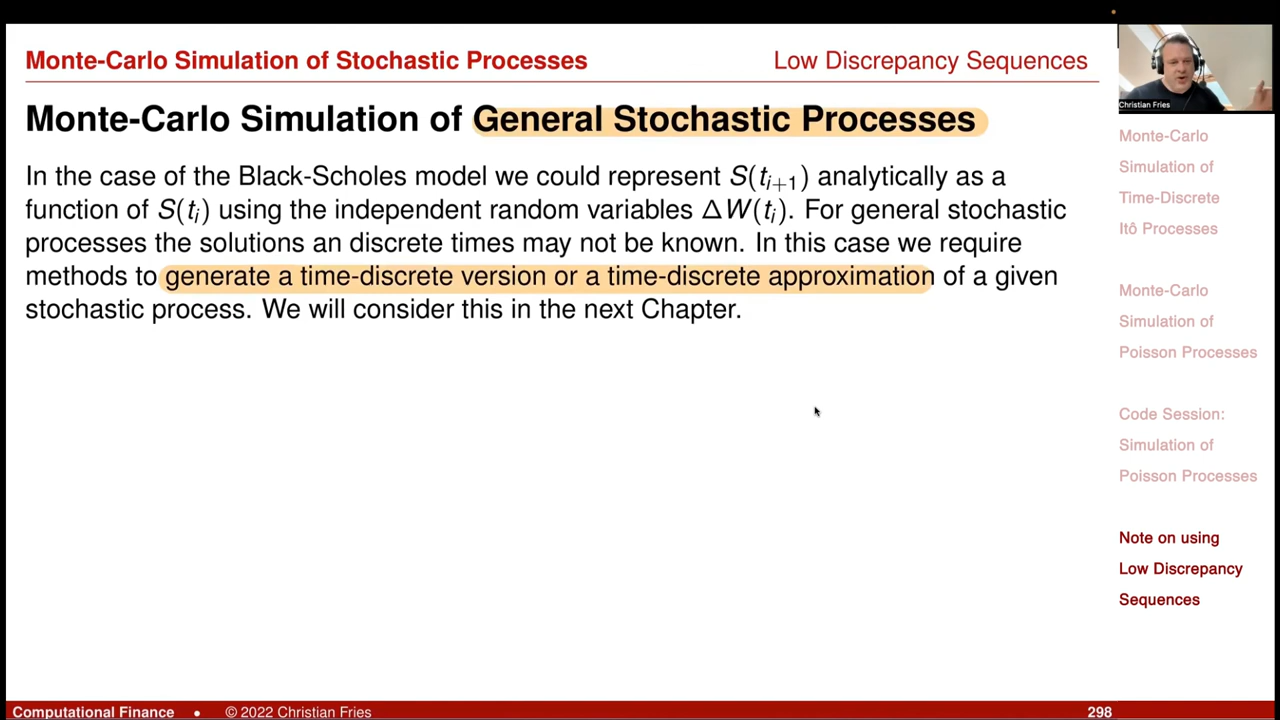 Monte-Carlo Simulation of Stochastic Processes
Low Discrepancy Sequences
Monte-Carlo Simulation of General Stochastic Processes
In the case of the Black-Scholes model we could represent S(t_{i+1}) analytically as a
function of S(t_i) using the independent random variables ΔW(t_i). For general stochastic
processes the solutions an discrete times may not be known. In this case we require
methods to generate a time-discrete version or a time-discrete approximation of a given
stochastic process. We will consider this in the next Chapter.
Christian Fries
Monte-Carlo
Simulation of
Time-Discrete
Itô Processes
Monte-Carlo
Simulation of
Poisson Processes
Code Session:
Simulation of
Poisson Processes
Note on using
Low Discrepancy
Sequences
Computational Finance • © 2022 Christian Fries
298